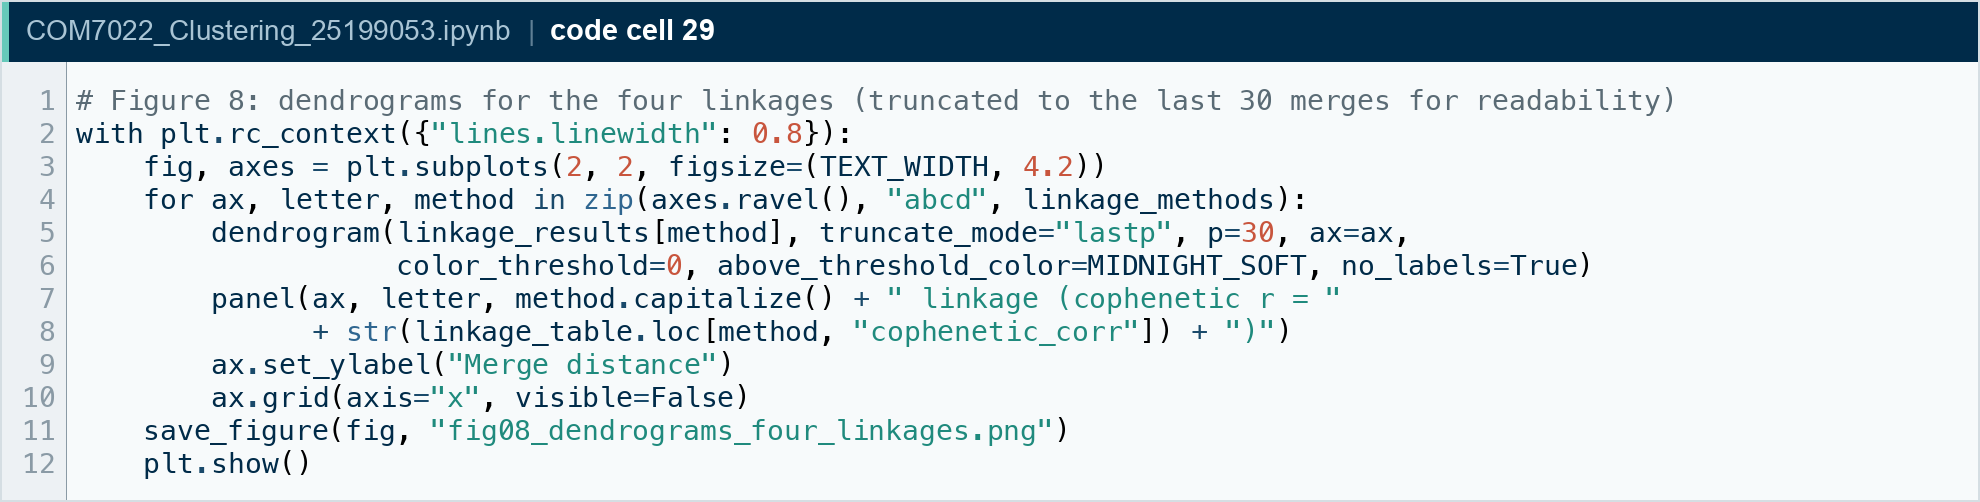 COM7022_Clustering_25199053.ipynb | code cell 29
1 # Figure 8: dendrograms for the four linkages (truncated to the last 30 merges for readability)
2 with plt.rc_context({"lines.linewidth": 0.8}):
3     fig, axes = plt.subplots(2, 2, figsize=(TEXT_WIDTH, 4.2))
4     for ax, letter, method in zip(axes.ravel(), "abcd", linkage_methods):
5         dendrogram(linkage_results[method], truncate_mode="lastp", p=30, ax=ax,
6                    color_threshold=0, above_threshold_color=MIDNIGHT_SOFT, no_labels=True)
7         panel(ax, letter, method.capitalize() + " linkage (cophenetic r = "
8               + str(linkage_table.loc[method, "cophenetic_corr"]) + ")")
9         ax.set_ylabel("Merge distance")
10         ax.grid(axis="x", visible=False)
11     save_figure(fig, "fig08_dendrograms_four_linkages.png")
12     plt.show()